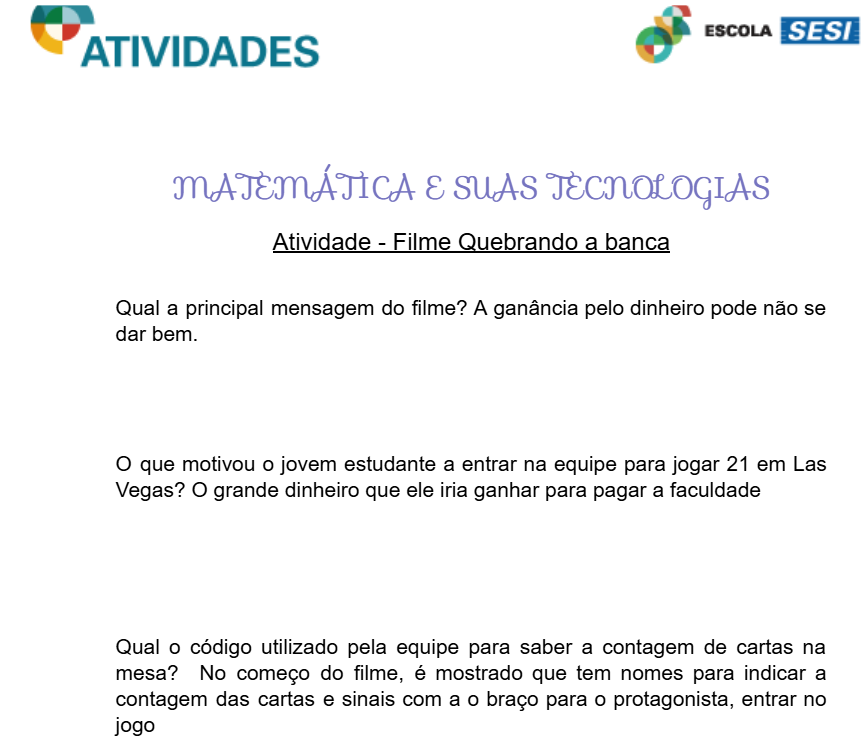 ATIVIDADES
ESCOLA SESI
MATEMÁTICA E SUAS TECNOLOGIAS
Atividade - Filme Quebrando a banca
Qual a principal mensagem do filme? A ganância pelo dinheiro pode não se
dar bem.
O que motivou o jovem estudante a entrar na equipe para jogar 21 em Las
Vegas? O grande dinheiro que ele iria ganhar para pagar a faculdade
Qual o código utilizado pela equipe para saber a contagem de cartas na
mesa? No começo do filme, é mostrado que tem nomes para indicar a
contagem das cartas e sinais com a o braço para o protagonista, entrar no
jogo